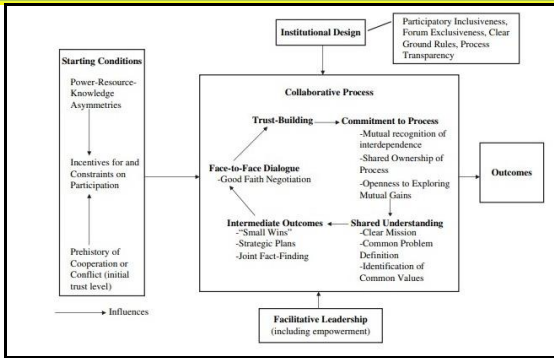 Institutional Design
Participatory Inclusiveness,
Forum Exclusiveness, Clear
Ground Rules, Process
Transparency
Starting Conditions
Power-Resource-
Knowledge
Asymmetries
Incentives for and
Constraints on
Participation
Prehistory of
Cooperation or
Conflict (initial
trust level)
Influences
Collaborative Process
Trust-Building
Commitment to Process
-Mutual recognition of
interdependence
-Shared Ownership of
Process
-Openness to Exploring
Mutual Gains
Face-to-Face Dialogue
-Good Faith Negotiation
Intermediate Outcomes
-"Small Wins"
-Strategic Plans
-Joint Fact-Finding
Shared Understanding
-Clear Mission
-Common Problem
Definition
-Identification of
Common Values
Outcomes
Facilitative Leadership
(including empowerment)